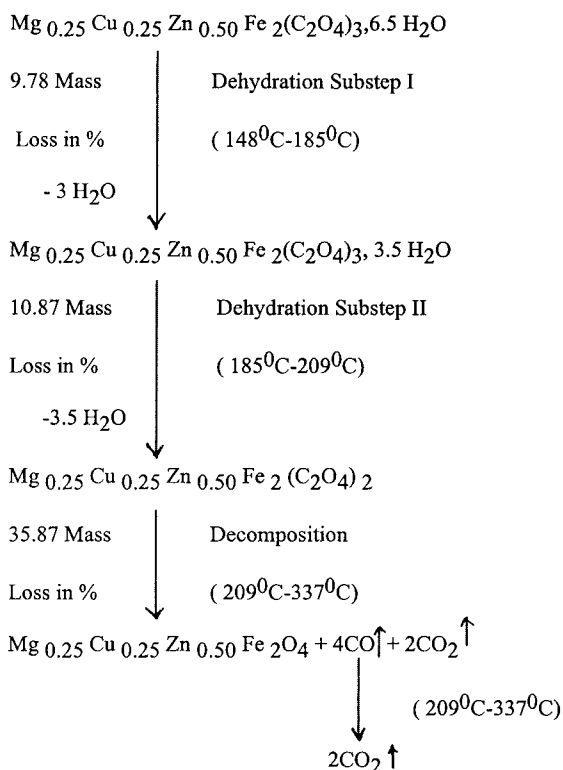 Mg 0.25 Cu 0.25 Zn 0.50 Fe 2(C2O4)3,6.5 H2O
9.78 Mass Dehydration Substep I
Loss in % ( 148⁰C-185⁰C)
- 3 H2O
Mg 0.25 Cu 0.25 Zn 0.50 Fe 2(C2O4)3, 3.5 H2O
10.87 Mass Dehydration Substep II
Loss in % ( 185⁰C-209⁰C)
-3.5 H2O
Mg 0.25 Cu 0.25 Zn 0.50 Fe 2 (C2O4) 2
35.87 Mass Decomposition
Loss in % ( 209⁰C-337⁰C)
Mg 0.25 Cu 0.25 Zn 0.50 Fe 2O4 + 4CO↑ + 2CO2↑
( 209⁰C-337⁰C)
2CO2 ↑